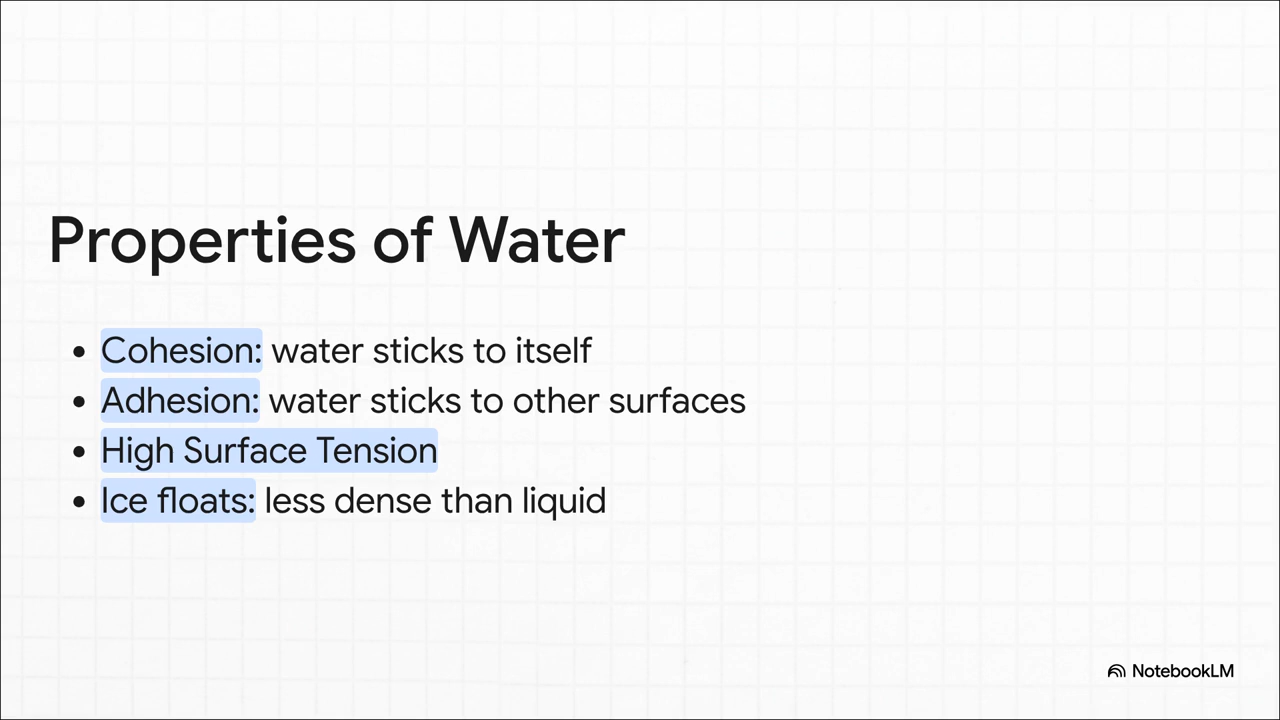 Properties of Water
• Cohesion: water sticks to itself
• Adhesion: water sticks to other surfaces
• High Surface Tension
• Ice floats: less dense than liquid
NotebookLM